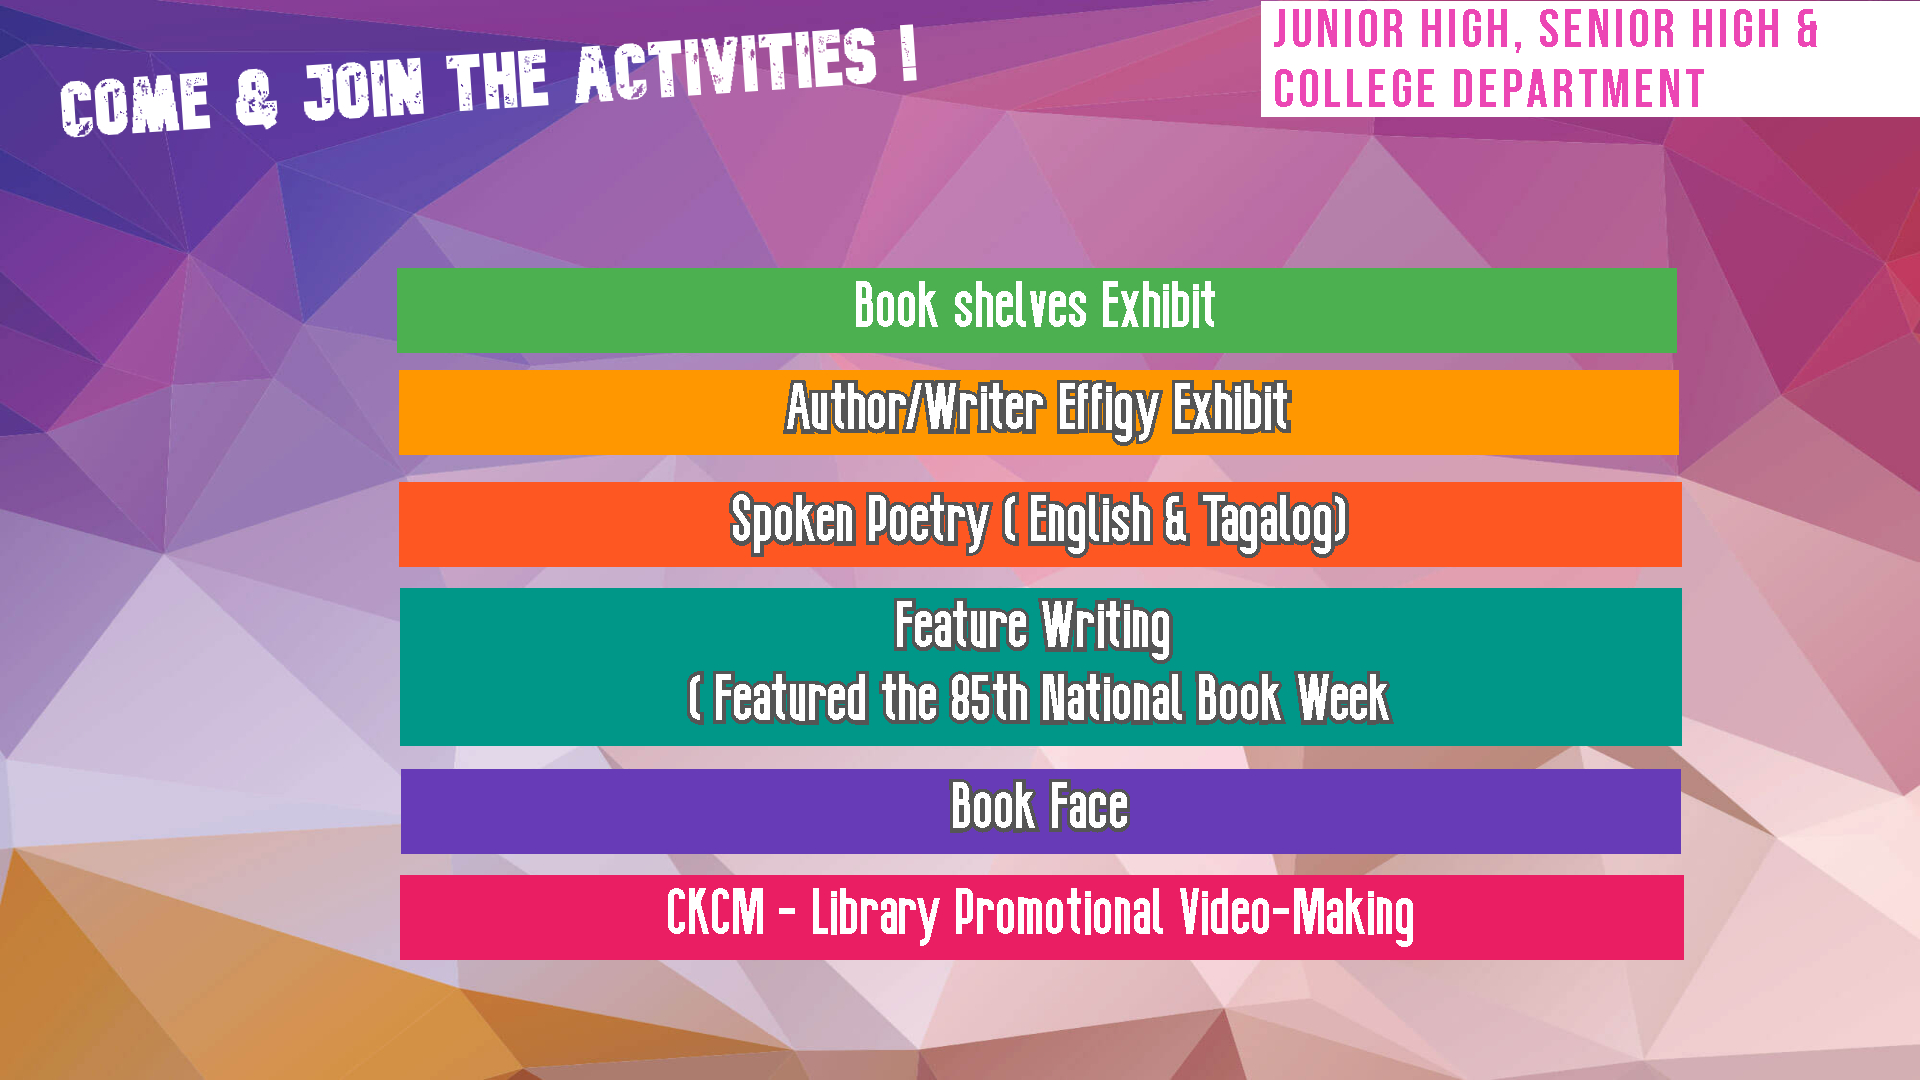 COME & JOIN THE ACTIVITIES !
JUNIOR HIGH, SENIOR HIGH &
COLLEGE DEPARTMENT
Book shelves Exhibit
Author/Writer Effigy Exhibit
Spoken Poetry ( English & Tagalog)
Feature Writing
( Featured the 85th National Book Week
Book Face
CKCM - Library Promotional Video-Making